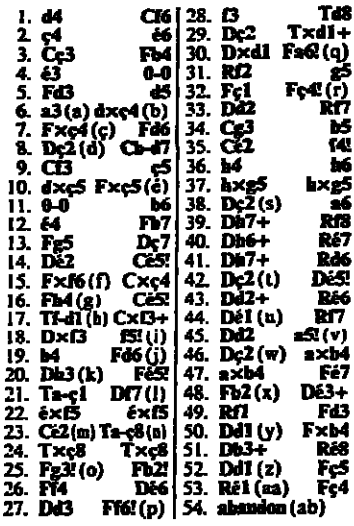 1. d4 Cf6
2. ç4 é6
3. Cç3 Fb4
4. é3 0-0
5. Fd3 d5
6. a3(a) dxç4(b)
7. Fxç4(ç) Fd6
8. Dç2(d) Cb-d7
9. Cf3 ç5
10. dxç5 Fxç5(é)
11. 0-0 b6
12. é4 Fb7
13. Fg5 Dç7
14. Dé2 Cé5!
15. Fxf6(f) Cxç4
16. Fh4(g) Cé5!
17. Tf-d1(h) Cxf3+
18. Dxf3 f5!(i)
19. b4 Fd6(j)
20. Dh3(k) Fé5!
21. Ta-ç1 Df7(l)
22. éxf5 éxf5
23. Cé2(m) Ta-ç8(n)
24. Txç8 Txç8
25. Fg3!(o) Fb2!
26. Ff4 Dé6
27. Dd3 Ff6!(p)
28. f3 Td8
29. Dç2 Txd1+
30. Dxd1 Fa6!(q)
31. Rf2 g5
32. Fç1 Fç4!(r)
33. Dd2 Rf7
34. Cg3 b5
35. Cé2 f4!
36. h4 h6
37. hxg5 hxg5
38. Dç2(s) a6
39. Dh7+ Rf8
40. Dh6+ Ré7
41. Dh7+ Rd6
42. Dç2(t) Dé5!
43. Dd2+ Ré6
44. Dé1(u) Rf7
45. Dd2 a5!(v)
46. Dç2(w) axb4
47. axb4 Fé7
48. Fb2(x) Dé3+
49. Rf1 Fd3
50. Dd1(y) Fxb4
51. Db3+ Ré8
52. Dd1(z) Fç5
53. Ré1(aa) Fç4
54. abandon(ab)